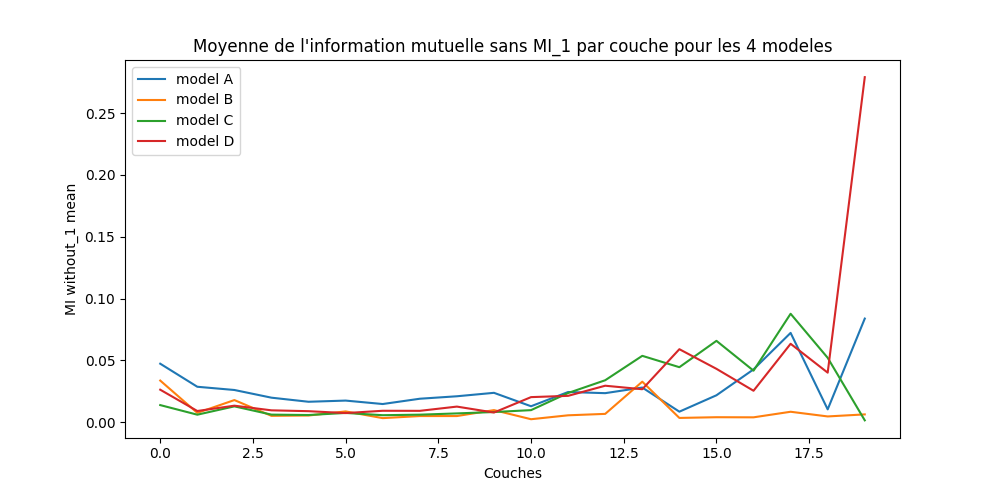 Moyenne de l'information mutuelle sans MI_1 par couche pour les 4 modeles
model A
model B
model C
model D
MI without_1 mean
0.25
0.20
0.15
0.10
0.05
0.00
0.0 2.5 5.0 7.5 10.0 12.5 15.0 17.5
Couches